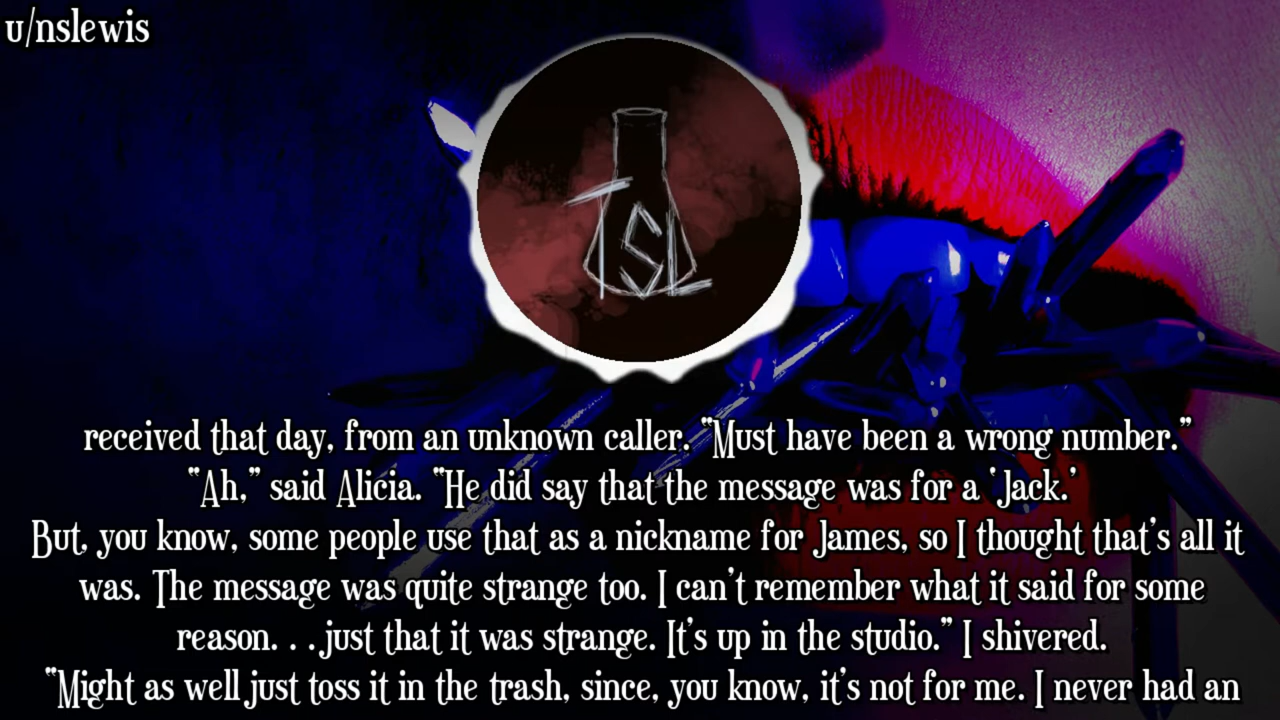 u/nslewis
TSL
received that day, from an unknown caller. “Must have been a wrong number.”
“Ah,” said Alicia. “He did say that the message was for a ‘Jack.’
But, you know, some people use that as a nickname for James, so I thought that’s all it
was. The message was quite strange too. I can’t remember what it said for some
reason. . . just that it was strange. It’s up in the studio.” I shivered.
“Might as well just toss it in the trash, since, you know, it’s not for me. I never had an